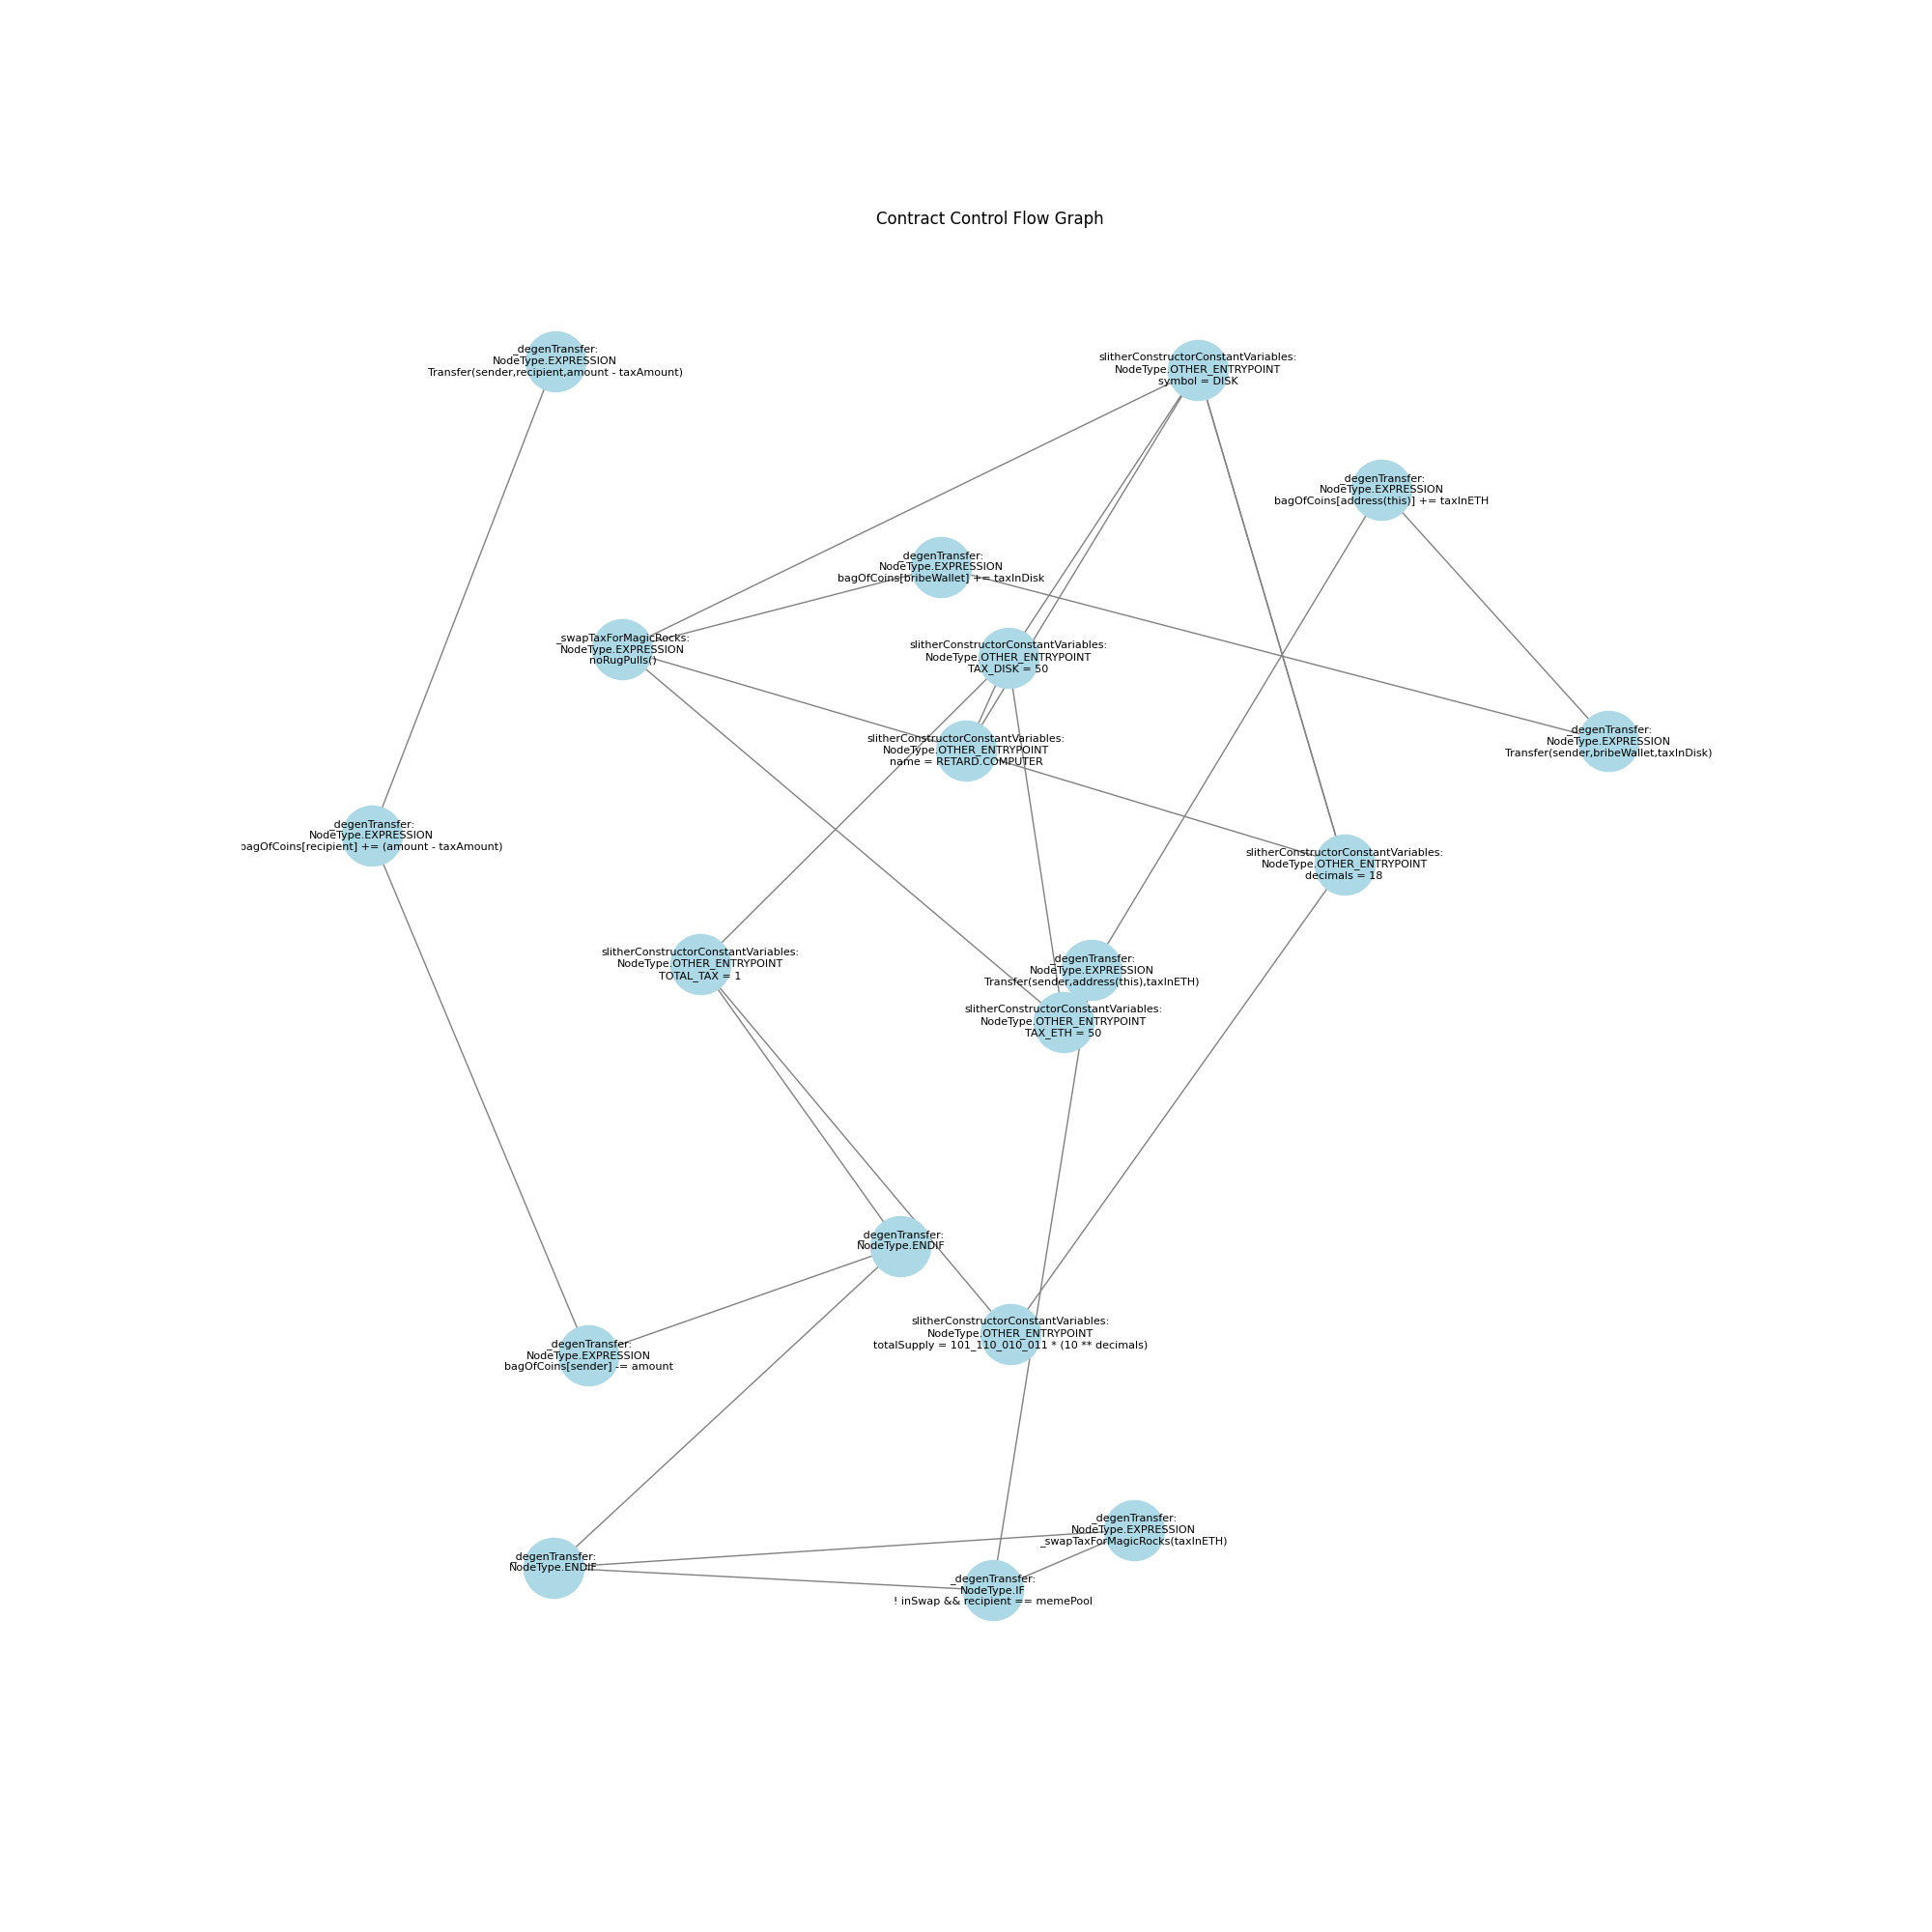 Contract Control Flow Graph
_degenTransfer:
NodeType.EXPRESSION
Transfer(sender,recipient,amount - taxAmount)
slitherConstructorConstantVariables:
NodeType.OTHER_ENTRYPOINT
symbol = DISK
_degenTransfer:
NodeType.EXPRESSION
bagOfCoins[address(this)] += taxInETH
_degenTransfer:
NodeType.EXPRESSION
bagOfCoins[bribeWallet] += taxInDisk
_swapTaxForMagicRocks:
NodeType.EXPRESSION
noRugPulls()
slitherConstructorConstantVariables:
NodeType.OTHER_ENTRYPOINT
TAX_DISK = 50
slitherConstructorConstantVariables:
NodeType.OTHER_ENTRYPOINT
name = RETARD.COMPUTER
_degenTransfer:
NodeType.EXPRESSION
Transfer(sender,bribeWallet,taxInDisk)
_degenTransfer:
NodeType.EXPRESSION
bagOfCoins[recipient] += (amount - taxAmount)
slitherConstructorConstantVariables:
NodeType.OTHER_ENTRYPOINT
decimals = 18
slitherConstructorConstantVariables:
NodeType.OTHER_ENTRYPOINT
TOTAL_TAX = 1
_degenTransfer:
NodeType.EXPRESSION
Transfer(sender,address(this),taxInETH)
slitherConstructorConstantVariables:
NodeType.OTHER_ENTRYPOINT
TAX_ETH = 50
_degenTransfer:
NodeType.ENDIF
slitherConstructorConstantVariables:
NodeType.OTHER_ENTRYPOINT
totalSupply = 101_110_010_011 * (10 ** decimals)
_degenTransfer:
NodeType.EXPRESSION
bagOfCoins[sender] -= amount
_degenTransfer:
NodeType.EXPRESSION
_swapTaxForMagicRocks(taxInETH)
_degenTransfer:
NodeType.ENDIF
_degenTransfer:
NodeType.IF
! inSwap && recipient == memePool